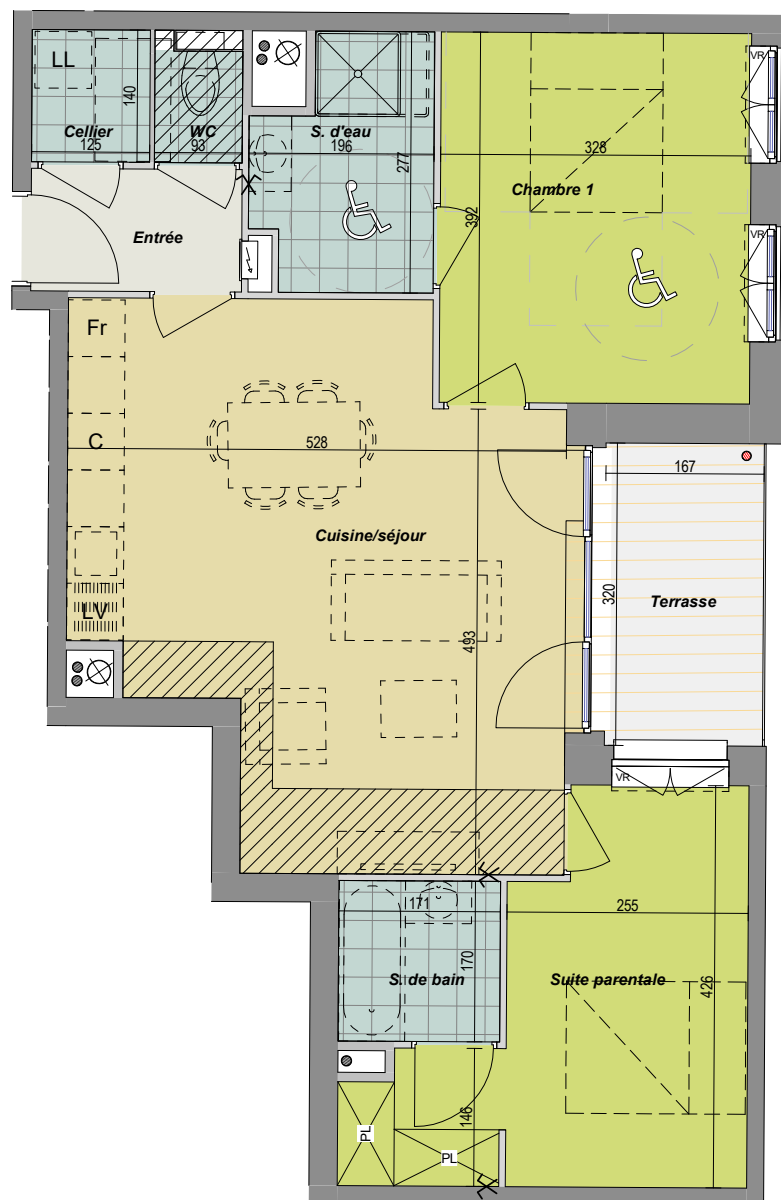 LL
140
Cellier
125
WC
93
S. d'eau
196
277
VR
328
Chambre 1
392
Entrée
VR
Fr
C
528
167
Cuisine/séjour
320
Terrasse
LV
493
VR
171
255
170
S. de bain
Suite parentale
426
146
PL
PL